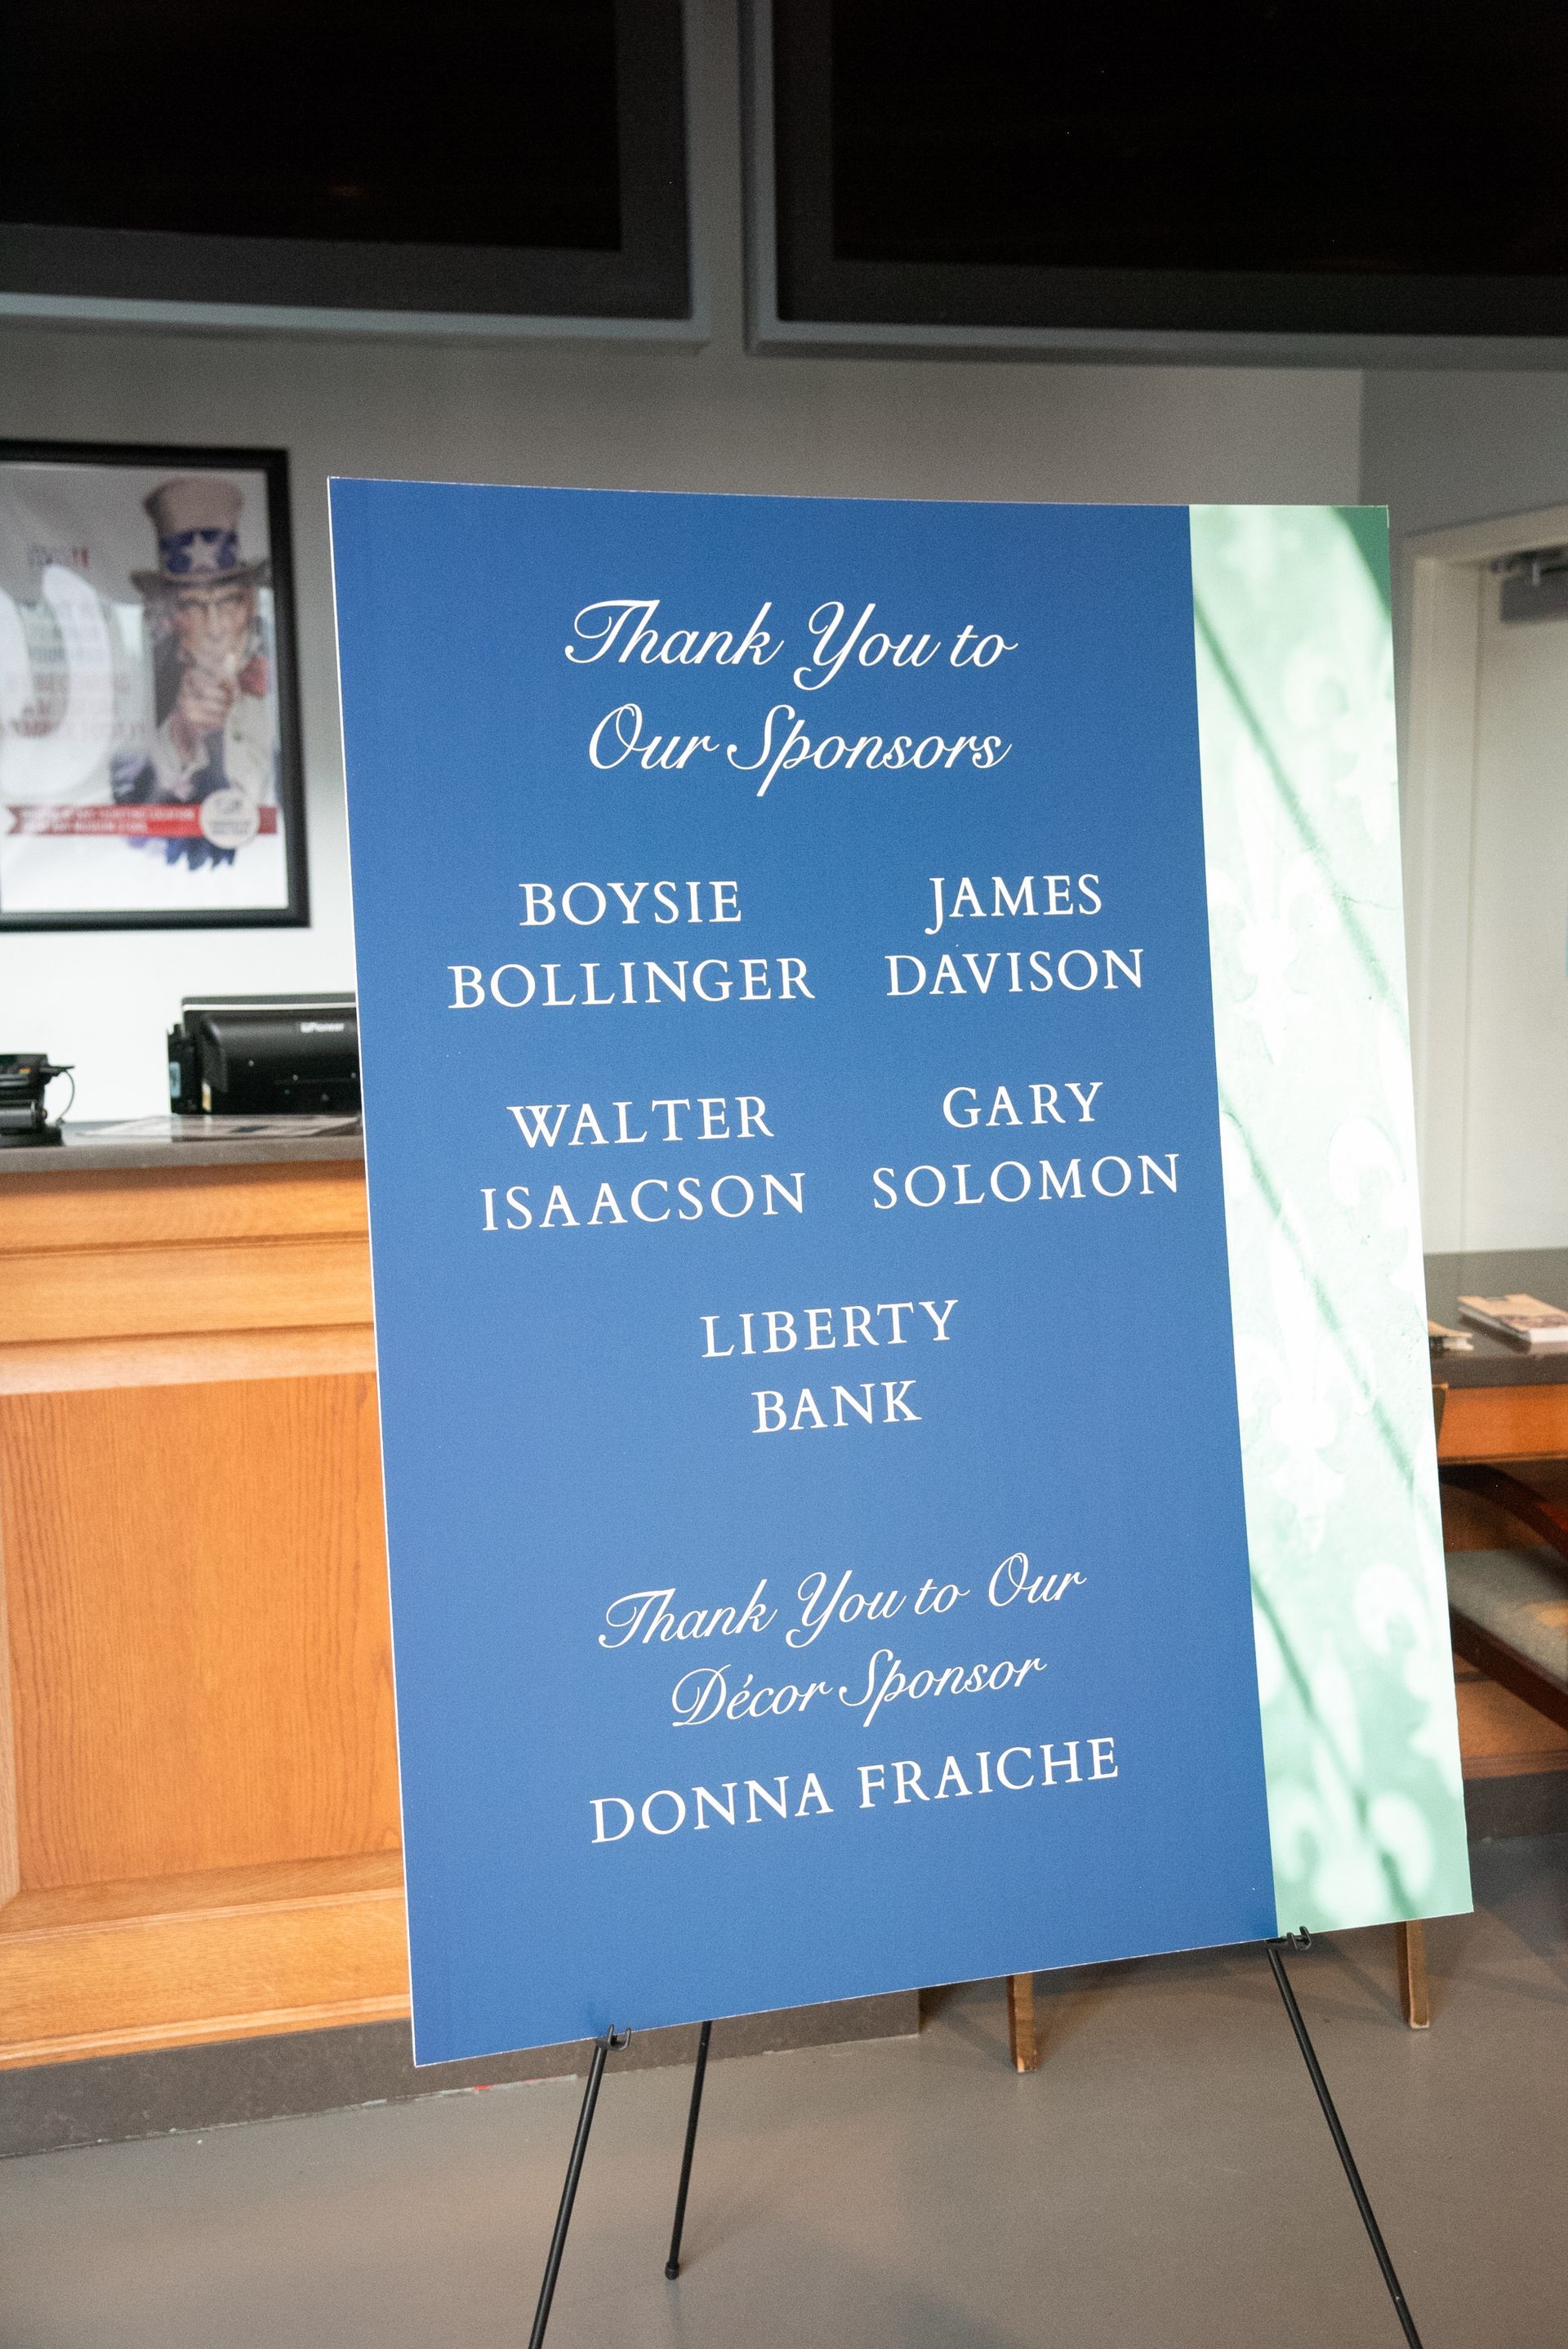 Thank You to
Our Sponsors
BOYSIE
BOLLINGER
JAMES
DAVISON
WALTER
ISAACSON
GARY
SOLOMON
LIBERTY
BANK
Thank You to Our
Décor Sponsor
DONNA FRAICHE